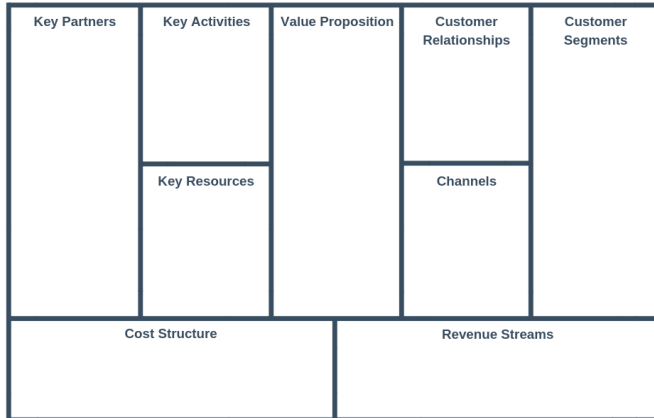 Key Partners
Key Activities
Value Proposition
Customer
Relationships
Customer
Segments
Key Resources
Channels
Cost Structure
Revenue Streams